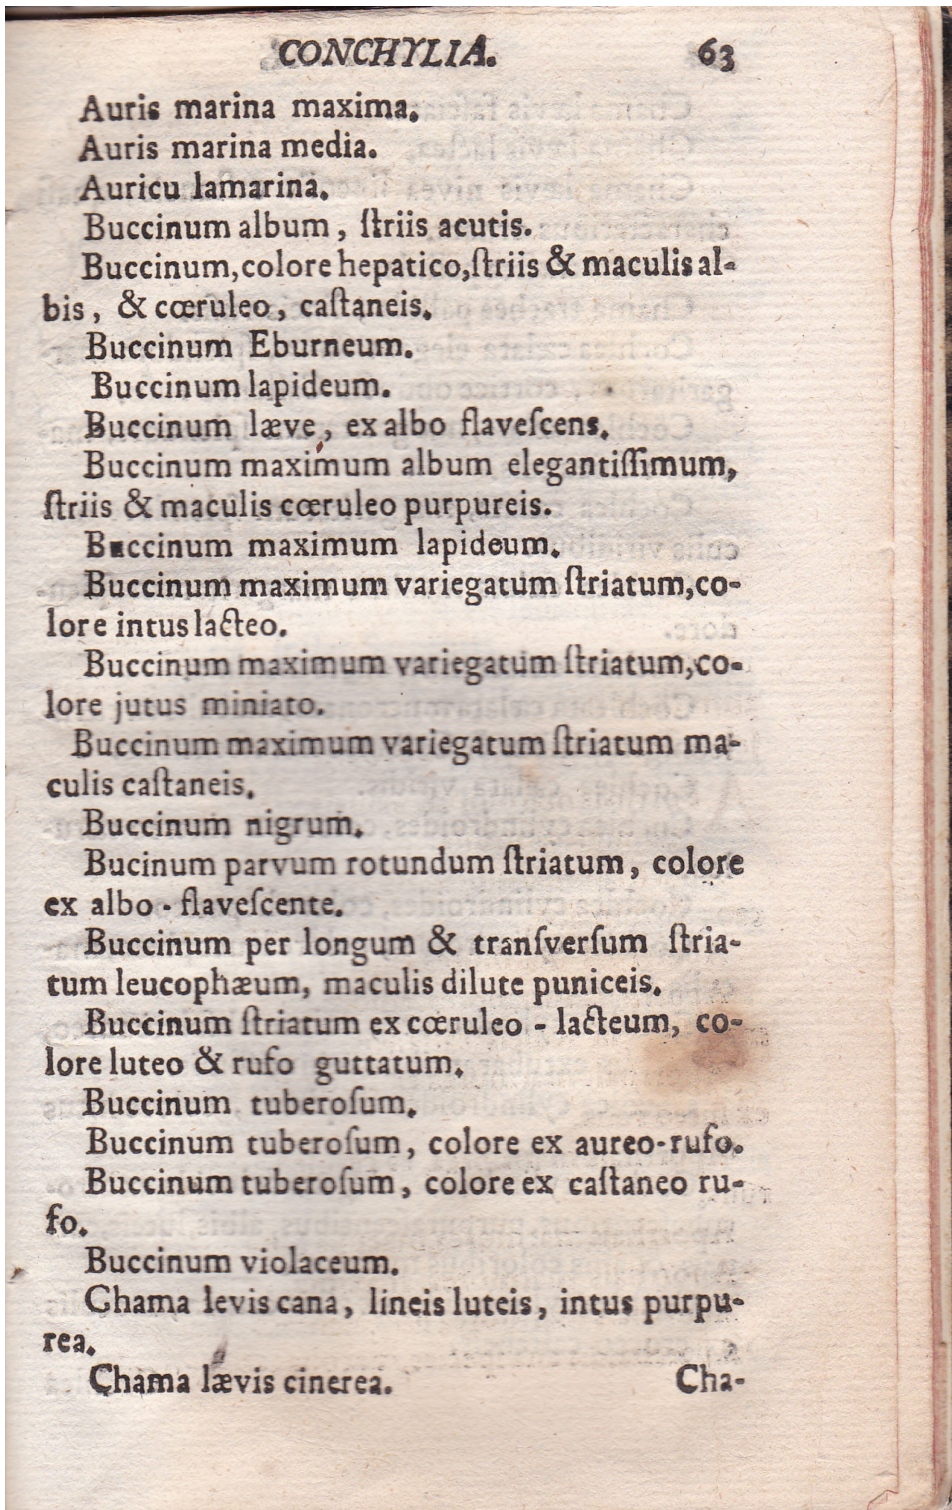 CONCHYLIA. 63
Auris marina maxima.
Auris marina media.
Auricu lamarina.
Buccinum album, ſtriis acutis.
Buccinum, colore hepatico, ſtriis & maculis al-
bis, & cœruleo, caſtaneis.
Buccinum Eburneum.
Buccinum lapideum.
Buccinum læve, ex albo flaveſcens.
Buccinum maximum album elegantiſſimum,
ſtriis & maculis cœruleo purpureis.
Buccinum maximum lapideum.
Buccinum maximum variegatum ſtriatum, co-
lore intus lacteo.
Buccinum maximum variegatum ſtriatum, co-
lore jutus miniato.
Buccinum maximum variegatum ſtriatum ma-
culis caſtaneis.
Buccinum nigrum.
Bucinum parvum rotundum ſtriatum, colore
ex albo - flaveſcente.
Buccinum per longum & tranſverſum ſtria-
tum leucophæum, maculis dilute puniceis.
Buccinum ſtriatum ex cœruleo - lacteum, co-
lore luteo & rufo guttatum.
Buccinum tuberoſum.
Buccinum tuberoſum, colore ex aureo-rufo.
Buccinum tuberoſum, colore ex caſtaneo ru-
fo.
Buccinum violaceum.
Ghama levis cana, lineis luteis, intus purpu-
rea.
Chama lævis cinerea. Cha-